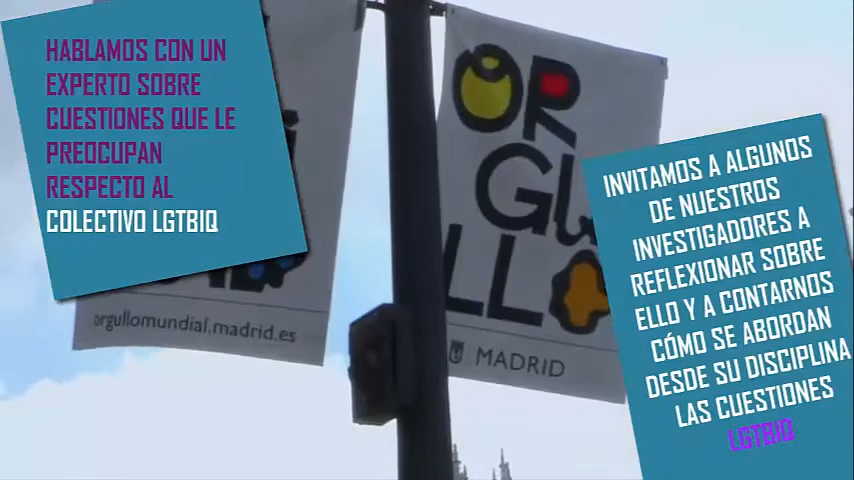 HABLAMOS CON UN
EXPERTO SOBRE
CUESTIONES QUE LE
PREOCUPAN
RESPECTO AL
COLECTIVO LGTBIQ
orgullomundial.madrid.es
OR
GU
LLO
MADRID
INVITAMOS A ALGUNOS
DE NUESTROS
INVESTIGADORES A
REFLEXIONAR SOBRE
ELLO Y A CONTARNOS
CÓMO SE ABORDAN
DESDE SU DISCIPLINA
LAS CUESTIONES
LGTBIQ